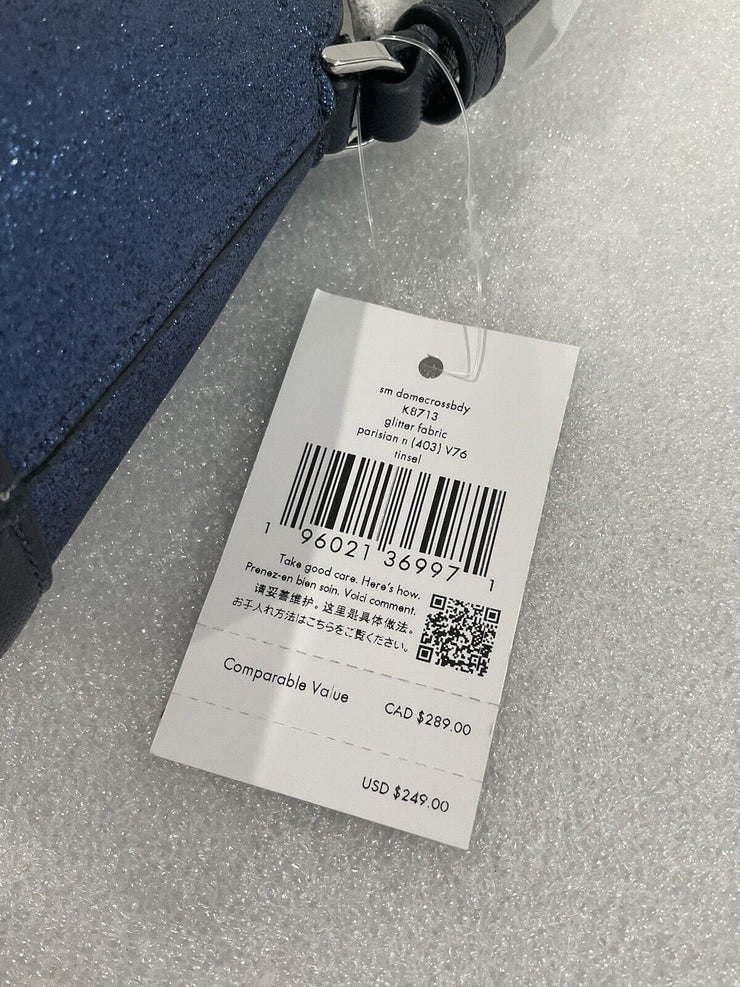 sm domecrossbdy
K8713
glitter fabric
parisian n (403) V76
tinsel
1 96021 36997 1
Take good care. Here's how.
Prenez-en bien soin. Voici comment.
请妥善维护。这里是具体做法。
お手入れ方法はこちらをご覧ください。
Comparable Value
CAD $289.00
USD $249.00